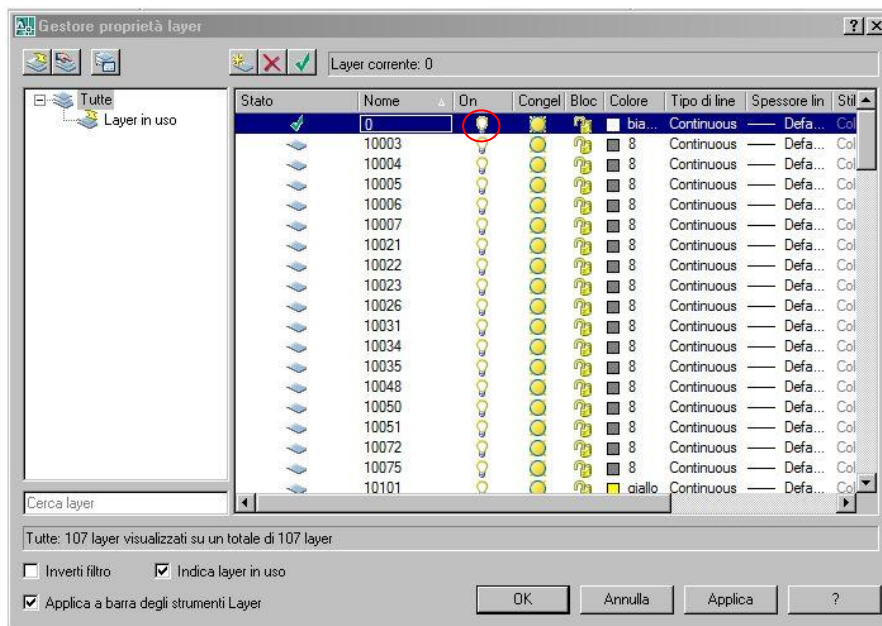 Gestore proprietà layer
Layer corrente: 0
Tutte
Layer in uso
Stato Nome On Congel Bloc Colore Tipo di line Spessore lin Stil
0 bia... Continuous Defa... Col
10003 8 Continuous Defa... Col
10004 8 Continuous Defa... Col
10005 8 Continuous Defa... Col
10006 8 Continuous Defa... Col
10007 8 Continuous Defa... Col
10021 8 Continuous Defa... Col
10022 8 Continuous Defa... Col
10023 8 Continuous Defa... Col
10026 8 Continuous Defa... Col
10031 8 Continuous Defa... Col
10034 8 Continuous Defa... Col
10035 8 Continuous Defa... Col
10048 8 Continuous Defa... Col
10050 8 Continuous Defa... Col
10051 8 Continuous Defa... Col
10072 8 Continuous Defa... Col
10075 8 Continuous Defa... Col
10101 giallo Continuous Defa... Col
Cerca layer
Tutte: 107 layer visualizzati su un totale di 107 layer
Inverti filtro Indica layer in uso
Applica a barra degli strumenti Layer
OK Annulla Applica ?